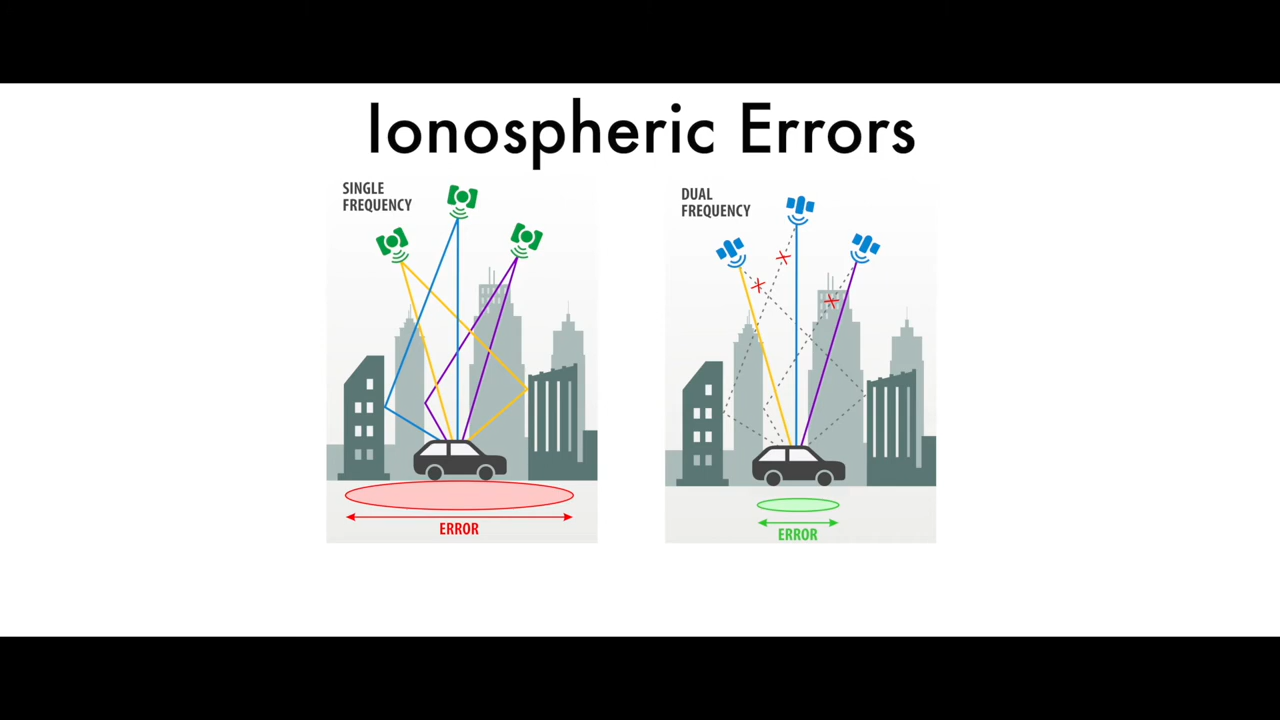 Ionospheric Errors
SINGLE
FREQUENCY
ERROR
DUAL
FREQUENCY
ERROR